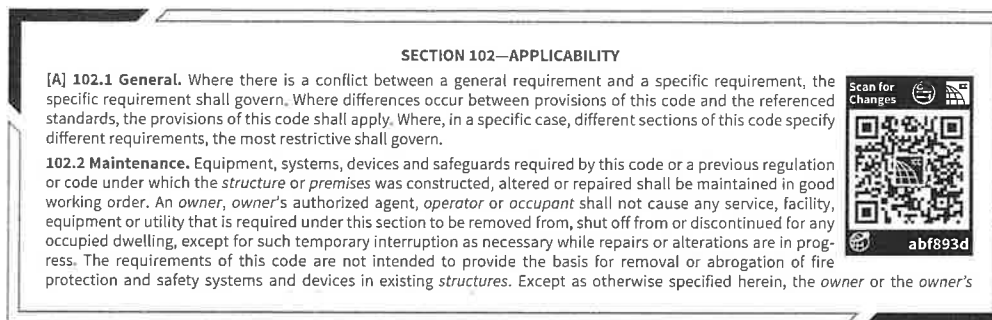 SECTION 102—APPLICABILITY
[A] 102.1 General. Where there is a conflict between a general requirement and a specific requirement, the
specific requirement shall govern. Where differences occur between provisions of this code and the referenced
standards, the provisions of this code shall apply. Where, in a specific case, different sections of this code specify
different requirements, the most restrictive shall govern.
Scan for
Changes
102.2 Maintenance. Equipment, systems, devices and safeguards required by this code or a previous regulation
or code under which the structure or premises was constructed, altered or repaired shall be maintained in good
working order. An owner, owner's authorized agent, operator or occupant shall not cause any service, facility,
equipment or utility that is required under this section to be removed from, shut off from or discontinued for any
occupied dwelling, except for such temporary interruption as necessary while repairs or alterations are in prog-
ress. The requirements of this code are not intended to provide the basis for removal or abrogation of fire
protection and safety systems and devices in existing structures. Except as otherwise specified herein, the owner or the owner's
abf893d